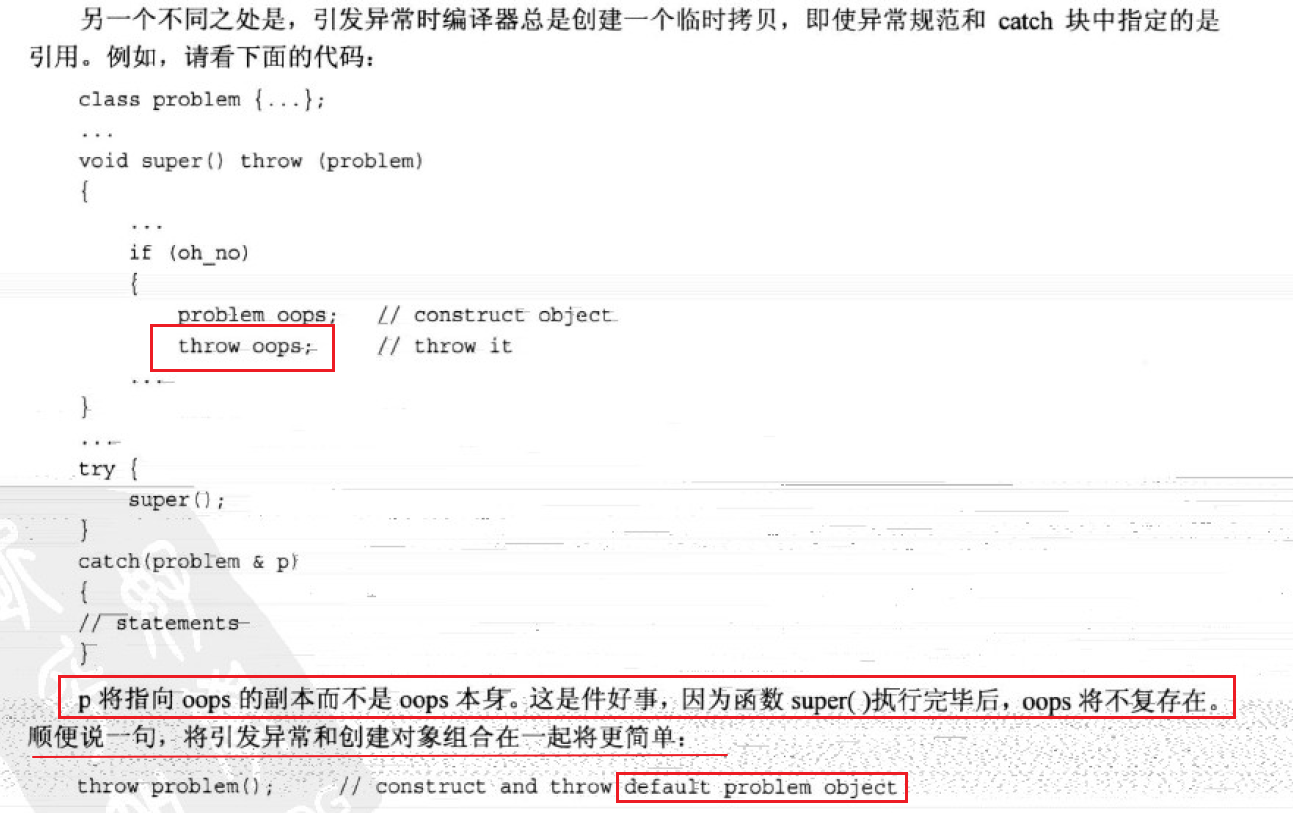 另一个不同之处是，引发异常时编译器总是创建一个临时拷贝，即使异常规范和 catch 块中指定的是
引用。例如，请看下面的代码：
class problem {...};
...
void super() throw (problem)
{
...
if (oh_no)
{
problem oops; // construct object
throw oops; // throw it
...
}
...
try {
super();
}
catch(problem & p)
{
// statements
}
p 将指向 oops 的副本而不是 oops 本身。这是件好事，因为函数 super( )执行完毕后，oops 将不复存在。
顺便说一句，将引发异常和创建对象组合在一起将更简单：
throw problem(); // construct and throw default problem object